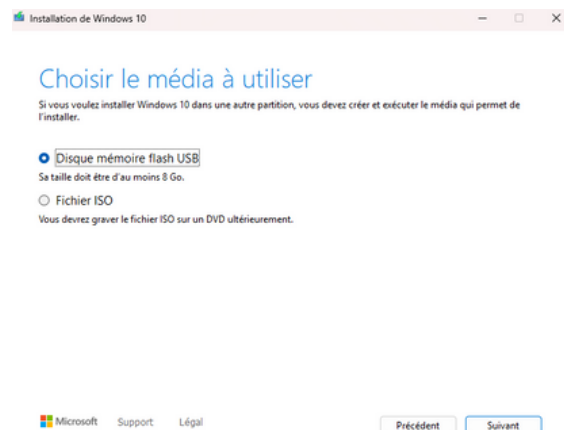 Installation de Windows 10
Choisir le média à utiliser
Si vous voulez installer Windows 10 dans une autre partition, vous devez créer et exécuter le média qui permet de
l'installer.
Disque mémoire flash USB
Sa taille doit être d'au moins 8 Go.
Fichier ISO
Vous devrez graver le fichier ISO sur un DVD ultérieurement.
Microsoft Support Légal Précédent Suivant